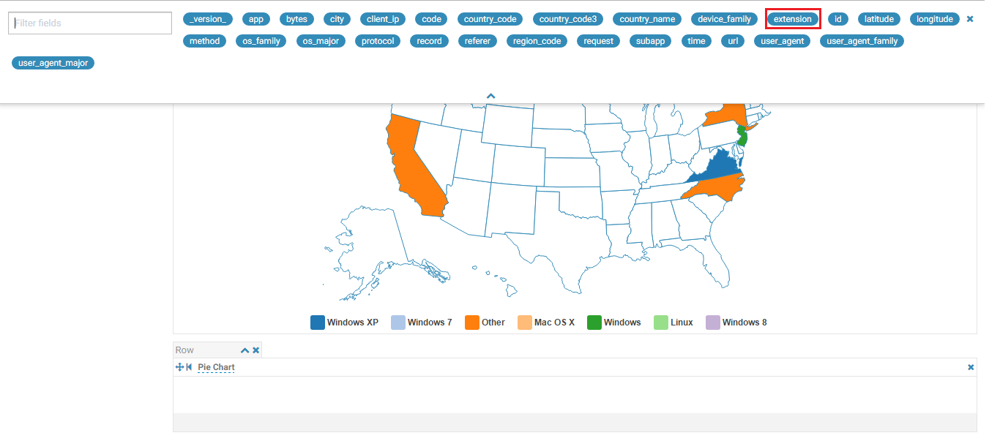 Filter fields
_version_ app bytes city client_ip code country_code country_code3 country_name device_family extension id latitude longitude
method os_family os_major protocol record referer region_code request subapp time url user_agent user_agent_family
user_agent_major
Windows XP Windows 7 Other Mac OS X Windows Linux Windows 8
Row
Pie Chart